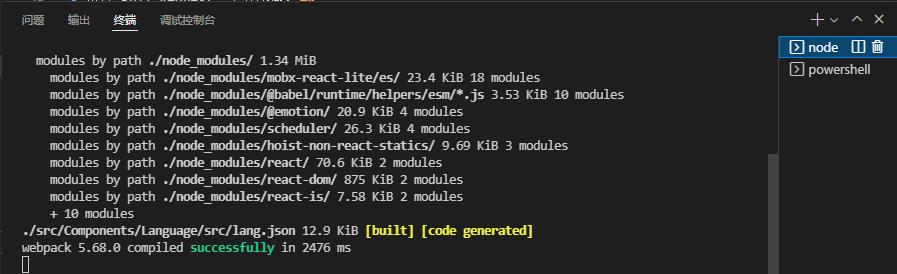 问题 输出 终端 调试控制台
node
powershell
modules by path ./node_modules/ 1.34 MiB
modules by path ./node_modules/mobx-react-lite/es/ 23.4 KiB 18 modules
modules by path ./node_modules/@babel/runtime/helpers/esm/*.js 3.53 KiB 10 modules
modules by path ./node_modules/@emotion/ 20.9 KiB 4 modules
modules by path ./node_modules/scheduler/ 26.3 KiB 4 modules
modules by path ./node_modules/hoist-non-react-statics/ 9.69 KiB 3 modules
modules by path ./node_modules/react/ 70.6 KiB 2 modules
modules by path ./node_modules/react-dom/ 875 KiB 2 modules
modules by path ./node_modules/react-is/ 7.58 KiB 2 modules
+ 10 modules
./src/Components/Language/src/lang.json 12.9 KiB [built] [code generated]
webpack 5.68.0 compiled successfully in 2476 ms